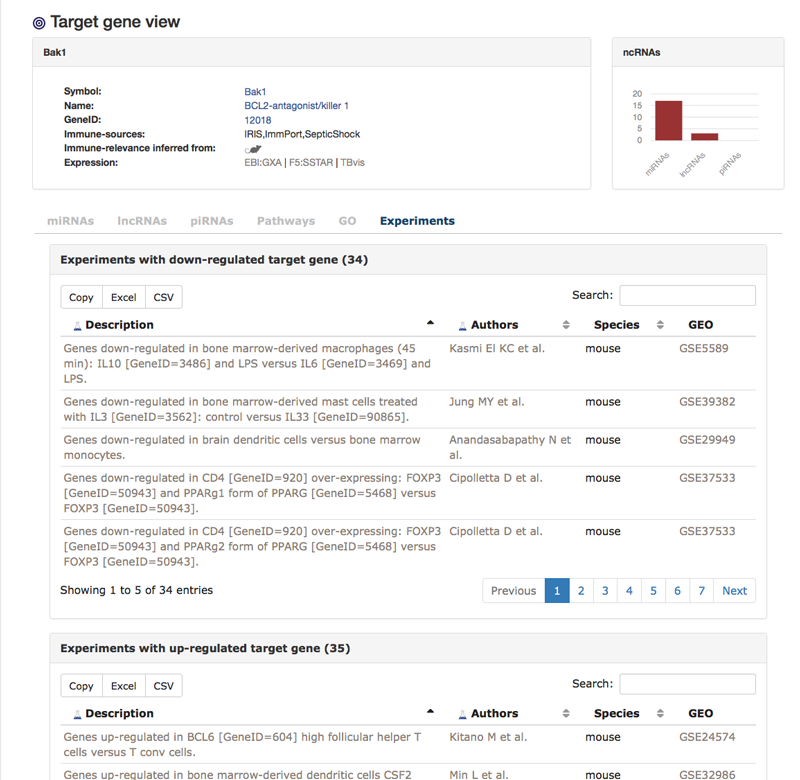 Target gene view
Bak1
Symbol: Bak1
Name: BCL2-antagonist/killer 1
GeneID: 12018
Immune-sources: IRIS,ImmPort,SepticShock
Immune-relevance inferred from:
Expression: EBI:GXA | F5:SSTAR | TBvis
ncRNAs
20
15
10
5
0
miRNAs
lncRNAs
piRNAs
miRNAs lncRNAs piRNAs Pathways GO Experiments
Experiments with down-regulated target gene (34)
Copy Excel CSV Search:
Description Authors Species GEO
Genes down-regulated in bone marrow-derived macrophages (45 Kasmi El KC et al. mouse GSE5589
min): IL10 [GeneID=3486] and LPS versus IL6 [GeneID=3469] and
LPS.
Genes down-regulated in bone marrow-derived mast cells treated Jung MY et al. mouse GSE39382
with IL3 [GeneID=3562]: control versus IL33 [GeneID=90865].
Genes down-regulated in brain dendritic cells versus bone marrow Anandasabapathy N et mouse GSE29949
monocytes. al.
Genes down-regulated in CD4 [GeneID=920] over-expressing: FOXP3 Cipolletta D et al. mouse GSE37533
[GeneID=50943] and PPARg1 form of PPARG [GeneID=5468] versus
FOXP3 [GeneID=50943].
Genes down-regulated in CD4 [GeneID=920] over-expressing: FOXP3 Cipolletta D et al. mouse GSE37533
[GeneID=50943] and PPARg2 form of PPARG [GeneID=5468] versus
FOXP3 [GeneID=50943].
Showing 1 to 5 of 34 entries Previous 1 2 3 4 5 6 7 Next
Experiments with up-regulated target gene (35)
Copy Excel CSV Search:
Description Authors Species GEO
Genes up-regulated in BCL6 [GeneID=604] high follicular helper T Kitano M et al. mouse GSE24574
cells versus T conv cells.
Genes up-regulated in bone marrow-derived dendritic cells CSF2 Min L et al. mouse GSE32986